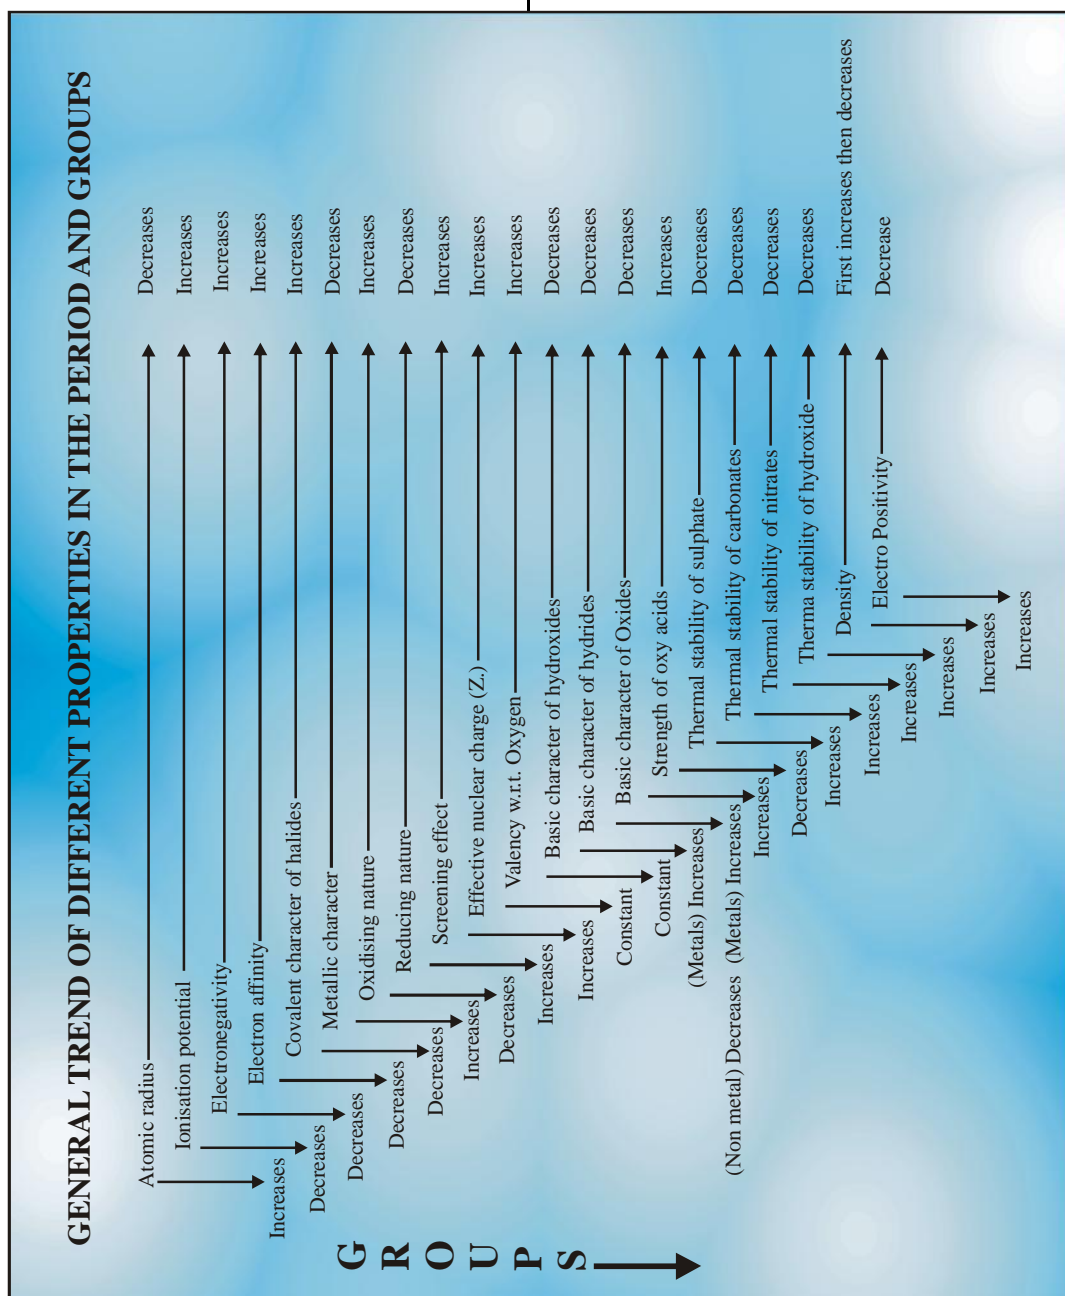 GENERAL TREND OF DIFFERENT PROPERTIES IN THE PERIOD AND GROUPS
Atomic radius Decreases
Ionisation potential Increases
Electronegativity Increases
Electron affinity Increases
Covalent character of halides Increases
Metallic character Decreases
Oxidising nature Increases
Reducing nature Decreases
Screening effect Increases
Effective nuclear charge (Z.) Increases
Valency w.r.t. Oxygen Increases
Basic character of hydroxides Decreases
Basic character of hydrides Decreases
Basic character of Oxides Decreases
Strength of oxy acids Increases
Thermal stability of sulphate Decreases
Thermal stability of carbonates Decreases
Thermal stability of nitrates Decreases
Therma stability of hydroxide Decreases
Density First increases then decreases
Electro Positivity Decrease
Increases
Decreases
Decreases
Decreases
Decreases
Increases
Decreases
Increases
Increases
Constant
Constant
(Metals) Increases
(Non metal) Decreases (Metals) Increases
Increases
Decreases
Increases
Increases
Increases
Increases
Increases
Increases
GROUPS